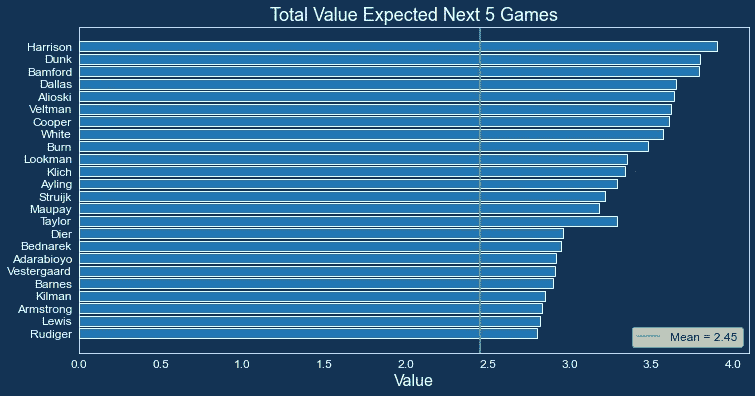 Total Value Expected Next 5 Games
Harrison
Dunk
Bamford
Dallas
Alioski
Veltman
Cooper
White
Burn
Lookman
Klich
Ayling
Struijk
Maupay
Taylor
Dier
Bednarek
Adarabioyo
Vestergaard
Barnes
Kilman
Armstrong
Lewis
Rudiger
Mean = 2.45
0.0 0.5 1.0 1.5 2.0 2.5 3.0 3.5 4.0
Value